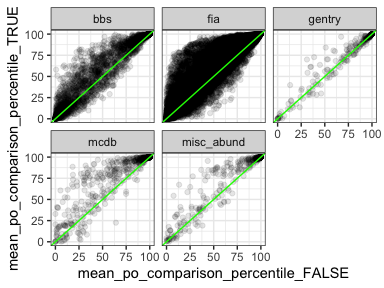 mean_po_comparison_percentile_TRUE
bbs
fia
gentry
100
75
50
25
0
0 25 50 75 100
mcdb
misc_abund
100
75
50
25
0
0 25 50 75 100
0 25 50 75 100
mean_po_comparison_percentile_FALSE